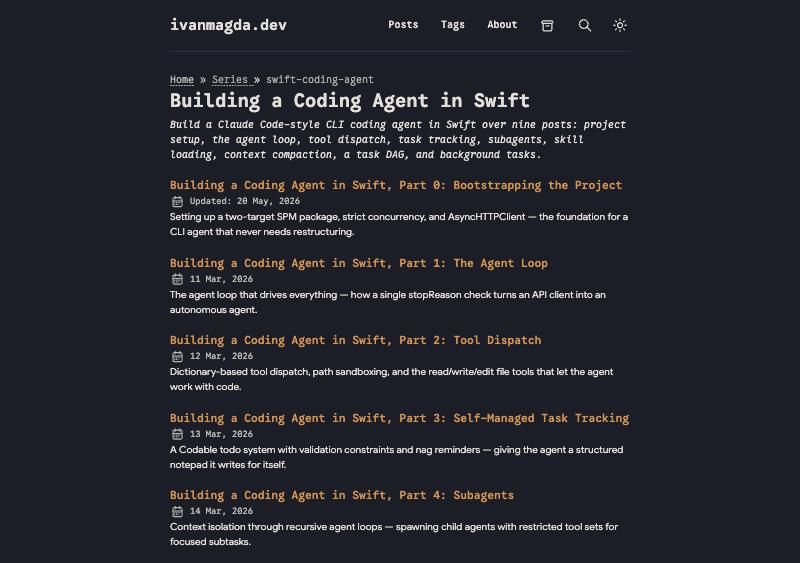 ivanmagda.dev
Posts Tags About
Home » Series » swift-coding-agent
Building a Coding Agent in Swift
Build a Claude Code-style CLI coding agent in Swift over nine posts: project
setup, the agent loop, tool dispatch, task tracking, subagents, skill
loading, context compaction, a task DAG, and background tasks.
Building a Coding Agent in Swift, Part 0: Bootstrapping the Project
Updated: 20 May, 2026
Setting up a two-target SPM package, strict concurrency, and AsyncHTTPClient — the foundation for a
CLI agent that never needs restructuring.
Building a Coding Agent in Swift, Part 1: The Agent Loop
11 Mar, 2026
The agent loop that drives everything — how a single stopReason check turns an API client into an
autonomous agent.
Building a Coding Agent in Swift, Part 2: Tool Dispatch
12 Mar, 2026
Dictionary-based tool dispatch, path sandboxing, and the read/write/edit file tools that let the agent
work with code.
Building a Coding Agent in Swift, Part 3: Self-Managed Task Tracking
13 Mar, 2026
A Codable todo system with validation constraints and nag reminders — giving the agent a structured
notepad it writes for itself.
Building a Coding Agent in Swift, Part 4: Subagents
14 Mar, 2026
Context isolation through recursive agent loops — spawning child agents with restricted tool sets for
focused subtasks.